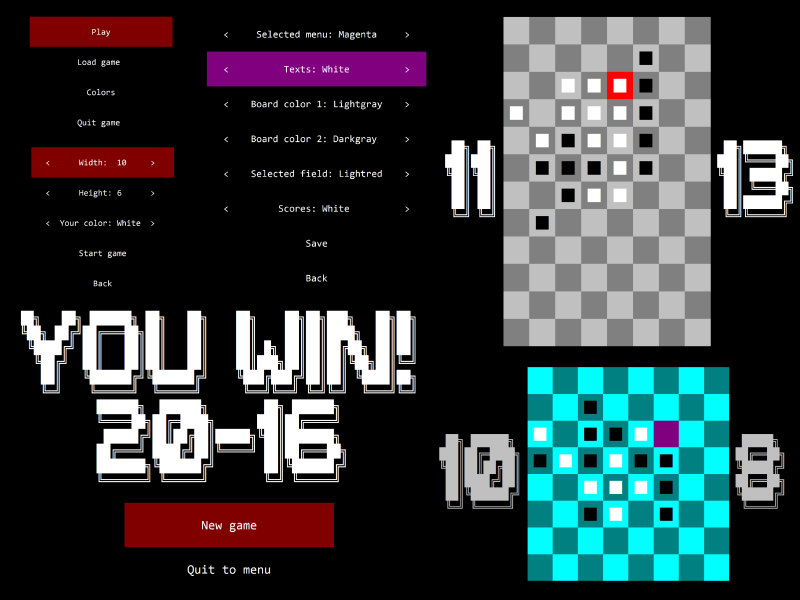 Play
Load game
Colors
Quit game
< Width: 10 >
< Height: 6 >
< Your color: White >
Start game
Back
< Selected menu: Magenta >
< Texts: White >
< Board color 1: Lightgray >
< Board color 2: Darkgray >
< Selected field: Lightred >
< Scores: White >
Save
Back
11
13
YOU WIN!
20-16
New game
Quit to menu
10
8